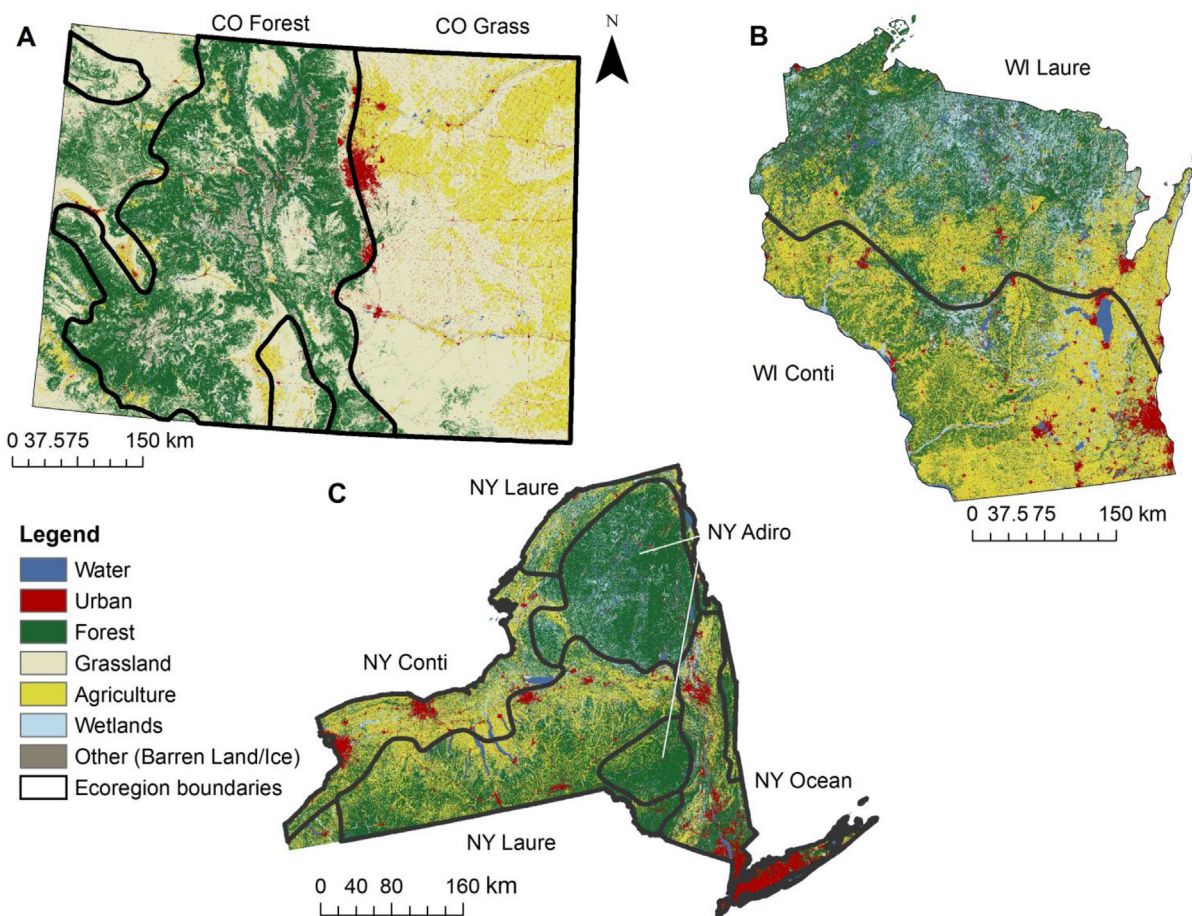 CO Forest
CO Grass
A
N
B
WI Laure
WI Conti
0 37.575 150 km
0 37.5 75 150 km
C
NY Laure
NY Adiro
NY Conti
NY Ocean
NY Laure
0 40 80 160 km
Legend
Water
Urban
Forest
Grassland
Agriculture
Wetlands
Other (Barren Land/Ice)
Ecoregion boundaries